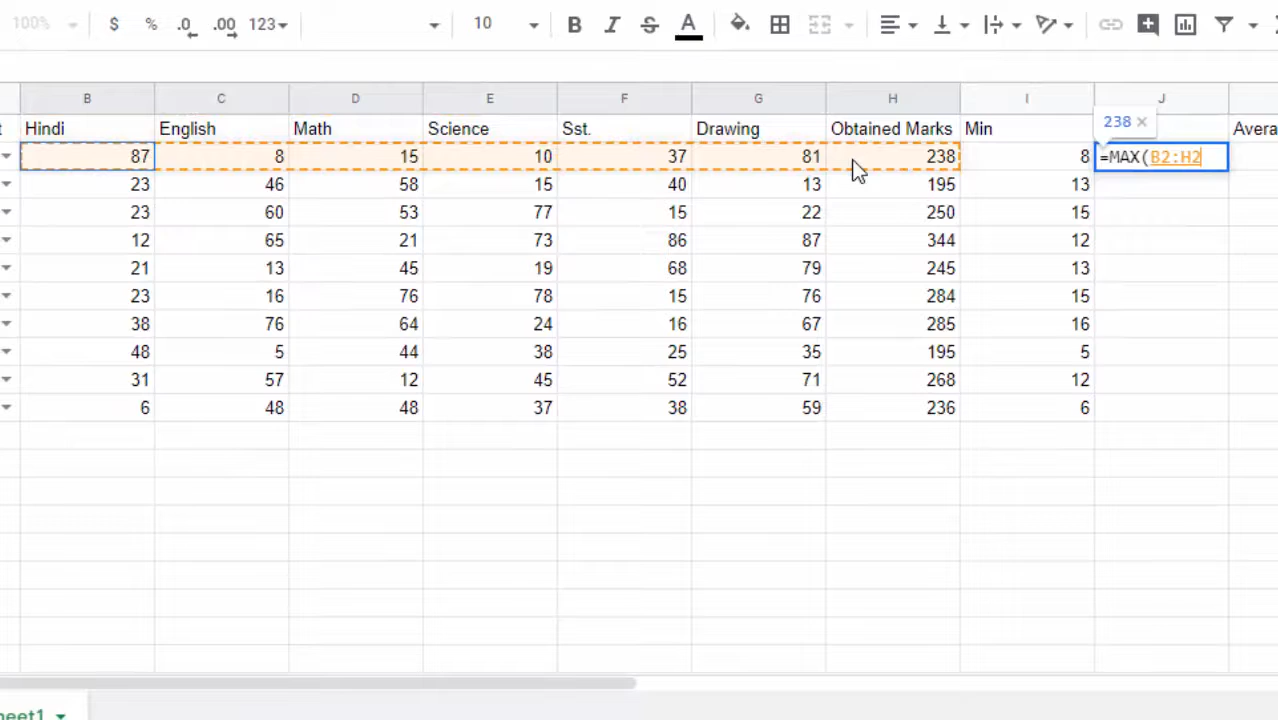 100% $ % .0 .00 123 10 B I S A
B C D E F G H I J
t Hindi English Math Science Sst. Drawing Obtained Marks Min 238 × Avera
87 8 15 10 37 81 238 8 =MAX(B2:H2
23 46 58 15 40 13 195 13
23 60 53 77 15 22 250 15
12 65 21 73 86 87 344 12
21 13 45 19 68 79 245 13
23 16 76 78 15 76 284 15
38 76 64 24 16 67 285 16
48 5 44 38 25 35 195 5
31 57 12 45 52 71 268 12
6 48 48 37 38 59 236 6
heet1